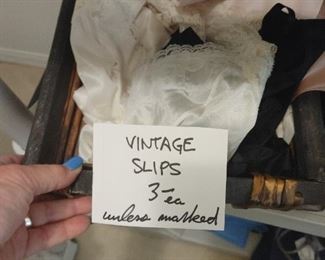 VINTAGE
SLIPS
3- ea
unless marked